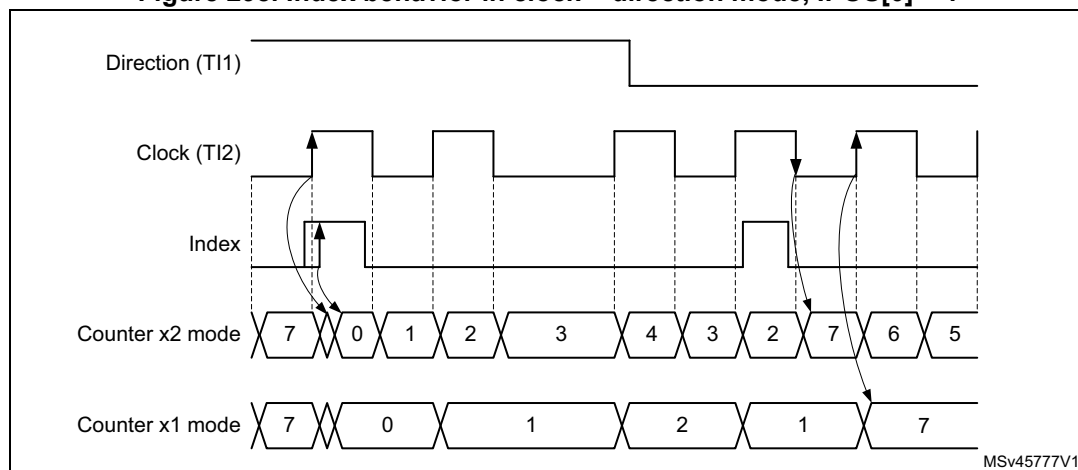 Figure Index behavior in clock + direction mode, IPOS[0] = 1
Direction (TI1)
Clock (TI2)
Index
Counter x2 mode 7 0 1 2 3 4 3 2 7 6 5
Counter x1 mode 7 0 1 2 1 7
MSv45777V1